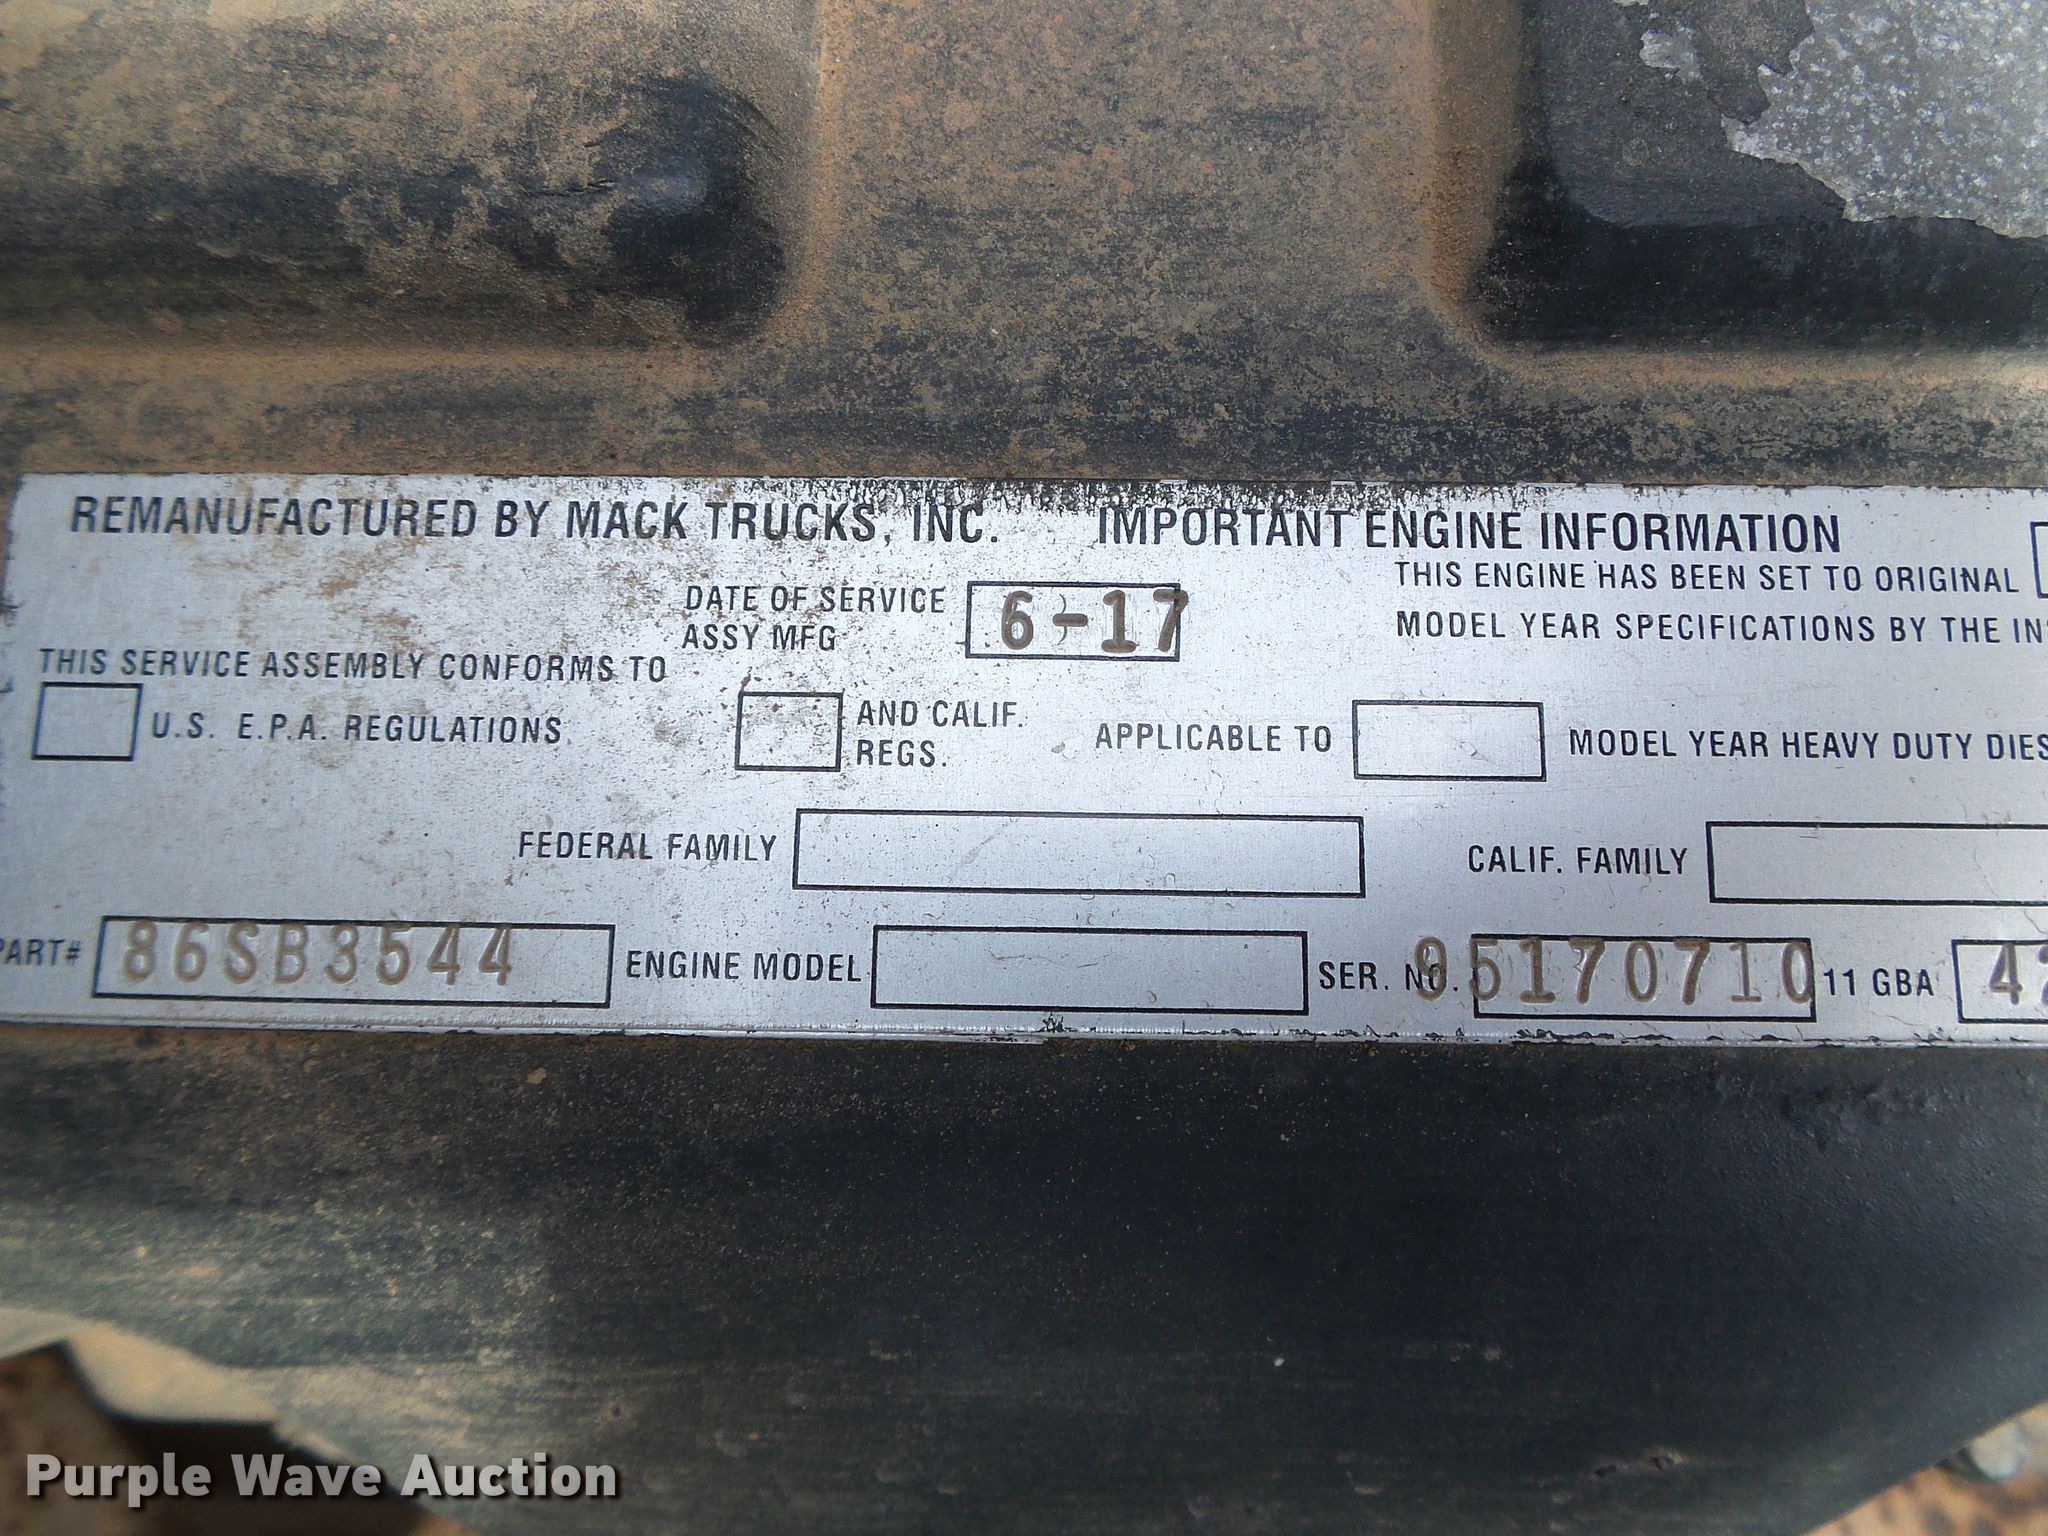 REMANUFACTURED BY MACK TRUCKS, INC. IMPORTANT ENGINE INFORMATION
DATE OF SERVICE ASSY MFG 6-17
THIS ENGINE HAS BEEN SET TO ORIGINAL
MODEL YEAR SPECIFICATIONS BY THE
THIS SERVICE ASSEMBLY CONFORMS TO
U.S. E.P.A. REGULATIONS AND CALIF. REGS. APPLICABLE TO MODEL YEAR HEAVY DUTY
FEDERAL FAMILY CALIF. FAMILY
PART# 86SB3544 ENGINE MODEL SER. NO. 95170710 11 GBA
Purple Wave Auction